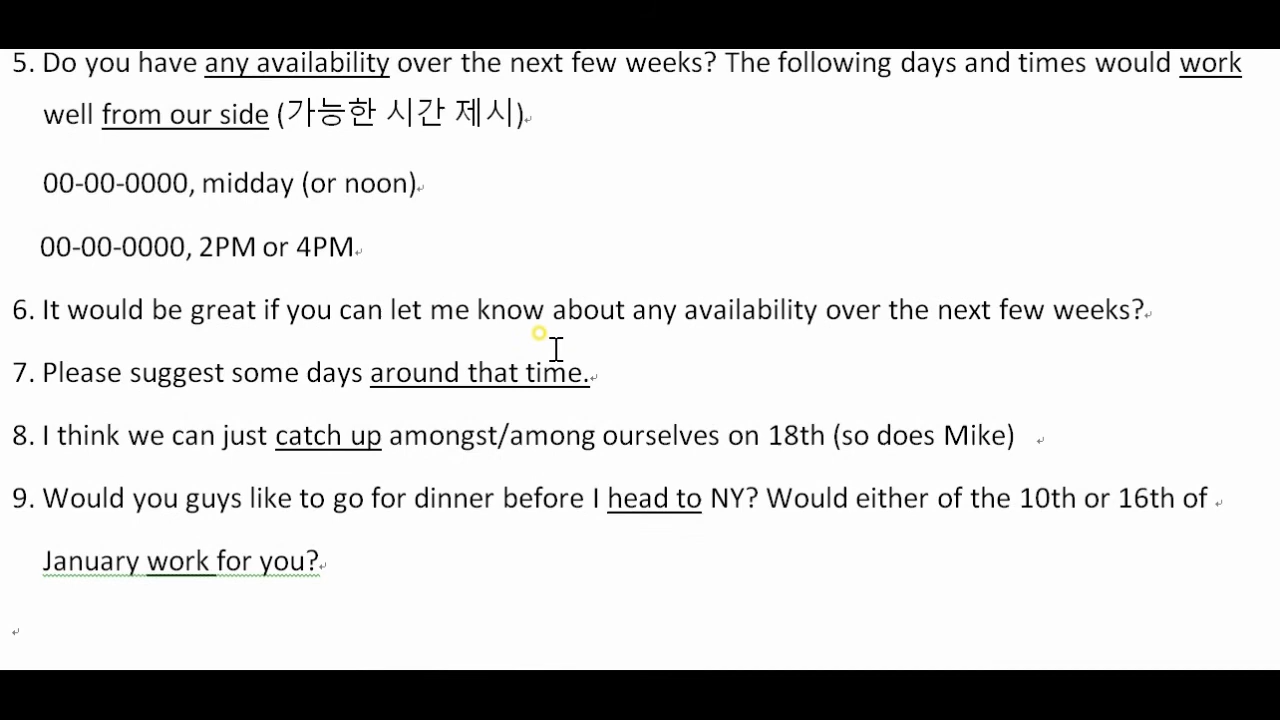 5. Do you have any availability over the next few weeks? The following days and times would work
well from our side (가능한 시간 제시)
00-00-0000, midday (or noon)
00-00-0000, 2PM or 4PM
6. It would be great if you can let me know about any availability over the next few weeks?
7. Please suggest some days around that time.
8. I think we can just catch up amongst/among ourselves on 18th (so does Mike)
9. Would you guys like to go for dinner before I head to NY? Would either of the 10th or 16th of
January work for you?